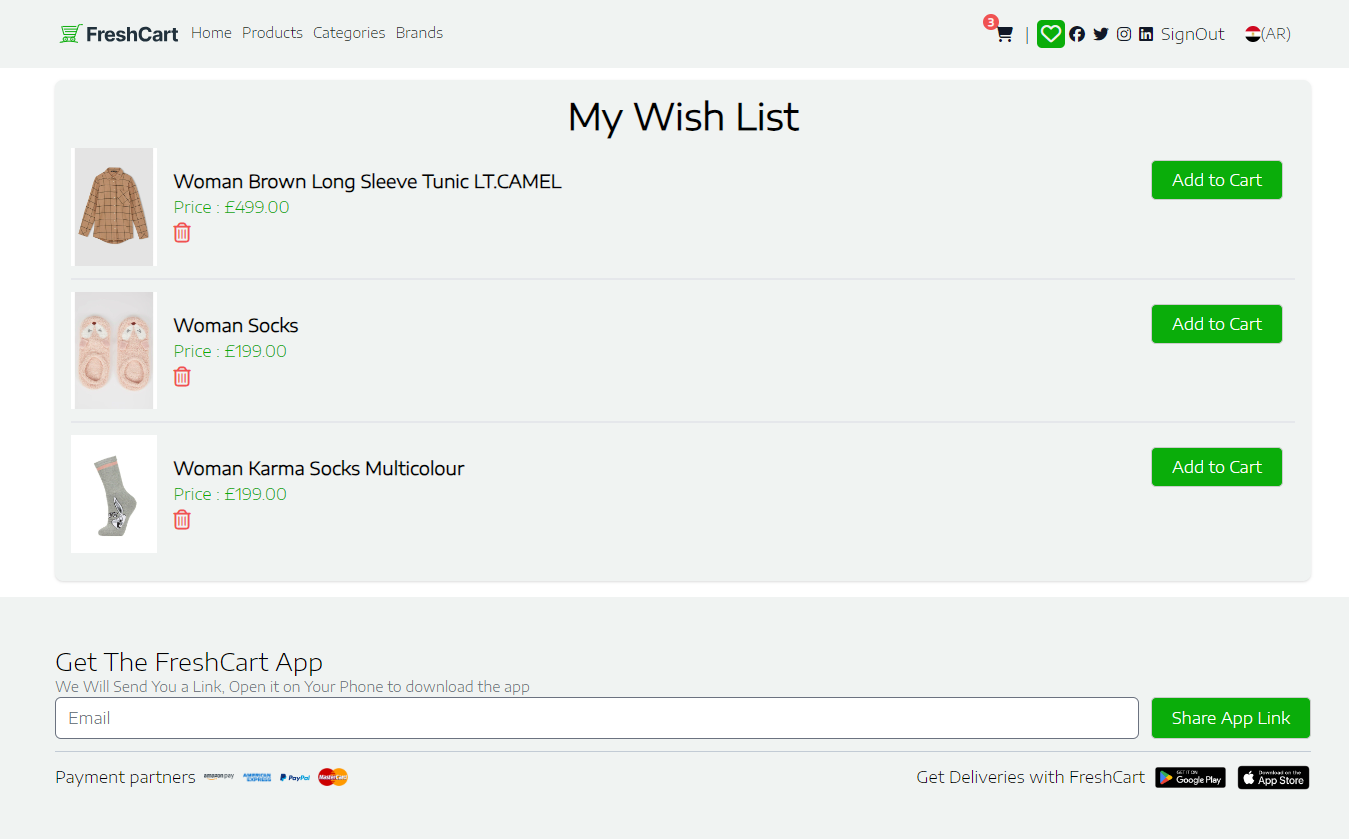 FreshCart Home Products Categories Brands 3 | SignOut (AR)
My Wish List
Woman Brown Long Sleeve Tunic LT.CAMEL
Price : £499.00
Add to Cart
Woman Socks
Price : £199.00
Add to Cart
Woman Karma Socks Multicolour
Price : £199.00
Add to Cart
Get The FreshCart App
We Will Send You a Link, Open it on Your Phone to download the app
Email
Share App Link
Payment partners amazon pay AMERICAN EXPRESS PayPal MasterCard
Get Deliveries with FreshCart GET IT ON Google Play Download on the App Store